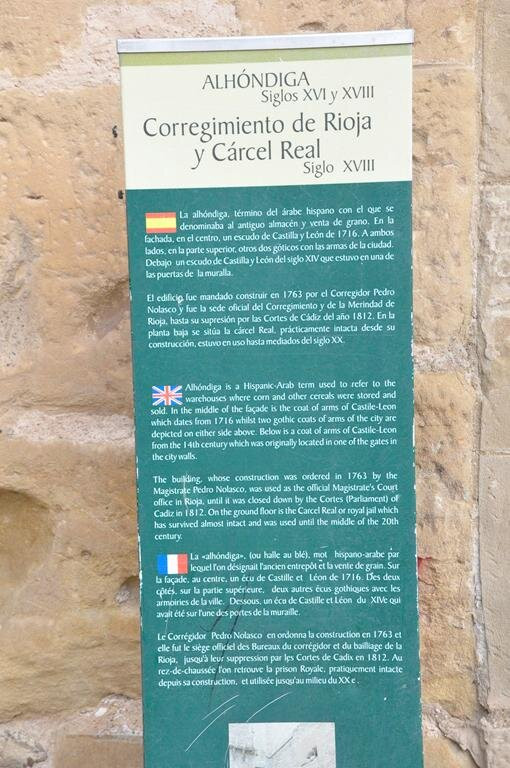 ALHÓNDIGA
Siglos XVI y XVIII
Corregimiento de Rioja
y Cárcel Real
Siglo XVIII
La alhóndiga, término del árabe hispano con el que se
denominaba al antiguo almacén y venta de grano. En la
fachada, en el centro, un escudo de Castilla y León de 1716. A ambos
lados, en la parte superior, otros dos góticos con las armas de la ciudad.
Debajo un escudo de Castilla y León del siglo XIV que estuvo en una de
las puertas de la muralla.
El edificio fue mandado construir en 1763 por el Corregidor Pedro
Nolasco y fue la sede oficial del Corregimiento y de la Merindad de
Rioja, hasta su supresión por las Cortes de Cádiz del año 1812. En la
planta baja se sitúa la cárcel Real, prácticamente intacta desde su
construcción, estuvo en uso hasta mediados del siglo XX.
Alhóndiga is a Hispanic-Arab term used to refer to the
warehouses where corn and other cereals were stored and
sold. In the middle of the façade is the coat of arms of Castile-Leon
which dates from 1716 whilst two gothic coats of arms of the city are
depicted on either side above. Below is a coat of arms of Castile-Leon
from the 14th century which was originally located in one of the gates in
the city walls.
The building, whose construction was ordered in 1763 by the
Magistrate Pedro Nolasco, was used as the official Magistrate's Court
office in Rioja, until it was closed down by the Cortes (Parliament) of
Cadiz in 1812. On the ground floor is the Carcel Real or royal jail which
has survived almost intact and was used until the middle of the 20th
century.
La «alhóndiga», (ou halle au blé), mot hispano-arabe par
lequel l'on désignait l'ancien entrepôt et la vente de grain. Sur
la façade, au centre, un écu de Castille et Léon de 1716. Des deux
côtés, sur la partie supérieure, deux autres écus gothiques avec les
armoiries de la ville. Dessous, un écu de Castille et Léon du XIVe qui
avait été sur l'une des portes de la muraille.
Le Corrégidor Pedro Nolasco en ordonna la construction en 1763 et
elle fut le siège officiel des Bureaux du corrégidor et du bailliage de la
Rioja, jusqu'à leur suppression par les Cortes de Cadix en 1812. Au
rez-de-chaussée l'on retrouve la prison Royale, pratiquement intacte
depuis sa construction, et utilisée jusqu'au milieu du XX e .